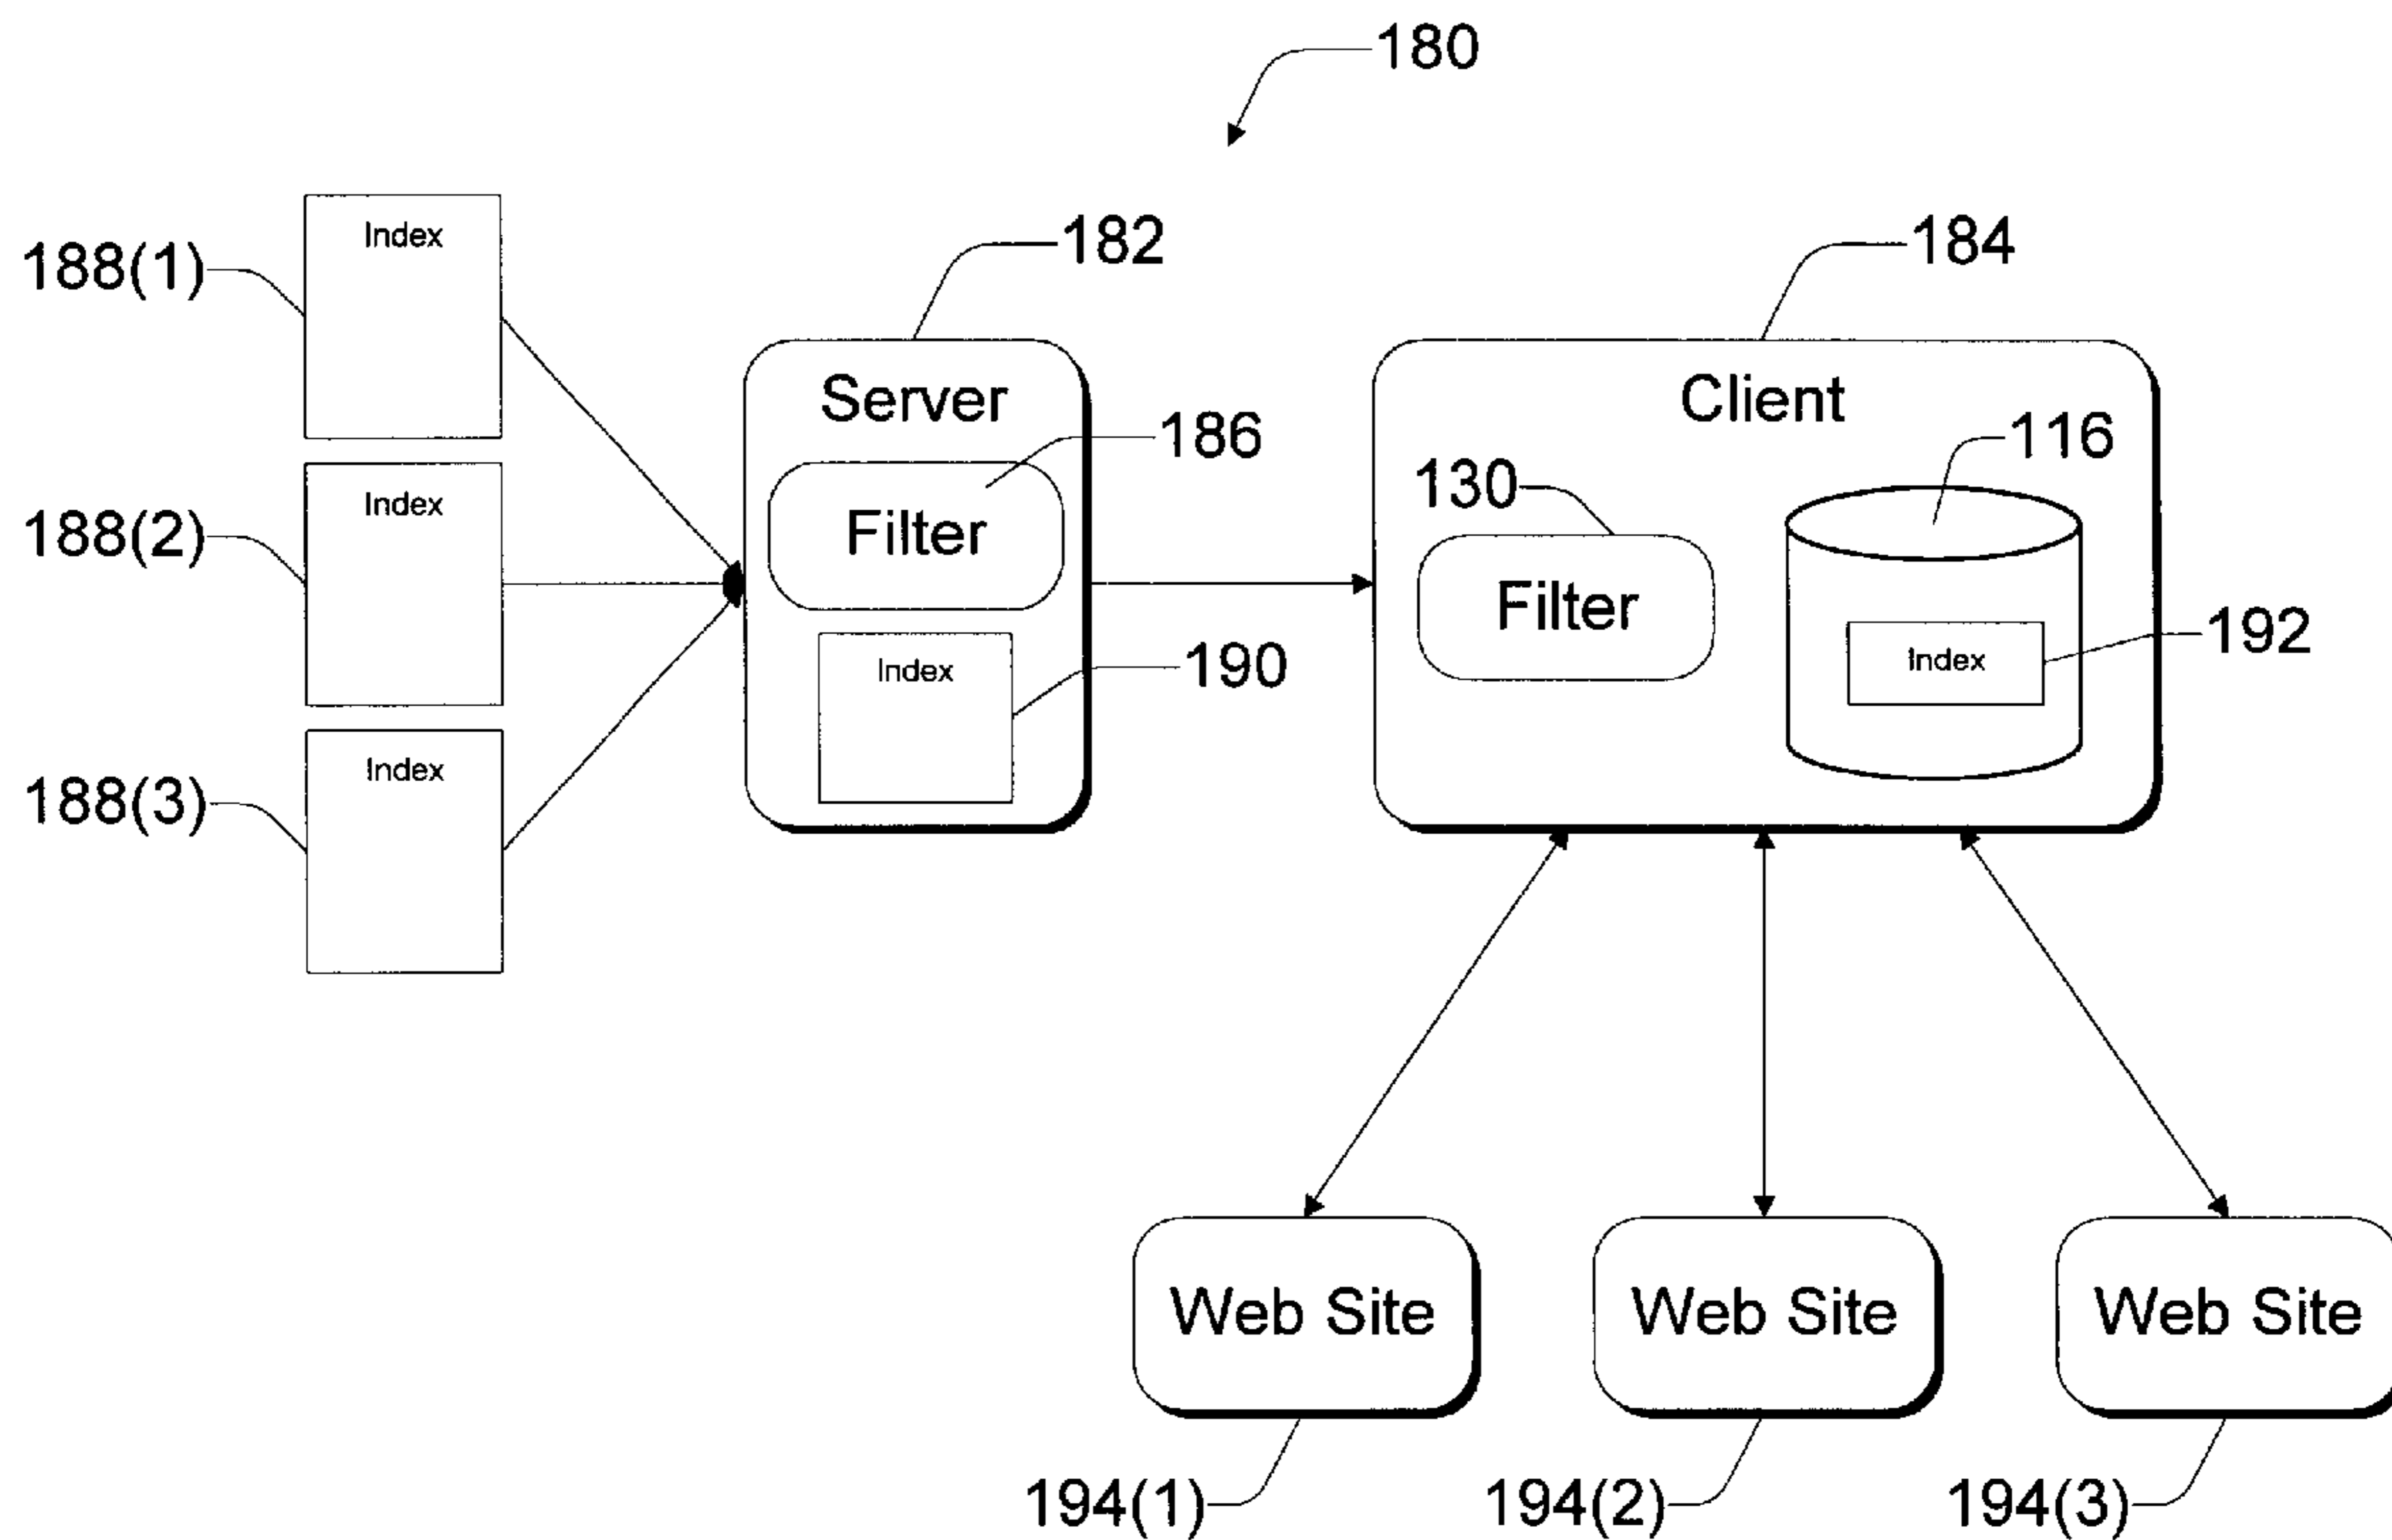 180
182
184
Index
188(1)
Server
Client
186
116
130
Index
188(2)
Filter
Filter
192
Index
Index
190
Index
188(3)
Web Site
Web Site
Web Site
194(1)
194(2)
194(3)